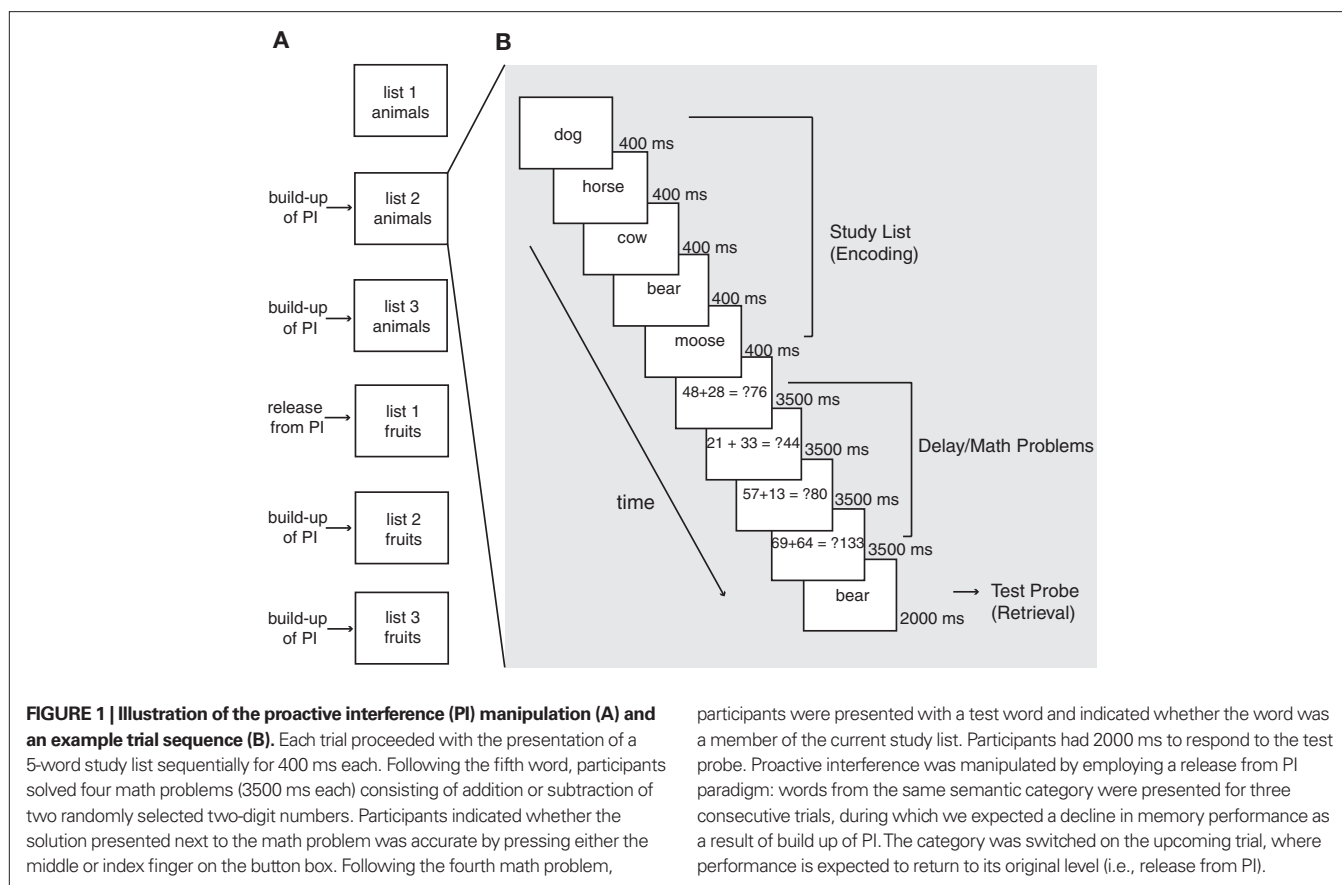 A
B
list 1
animals
build-up
of PI
list 2
animals
build-up
of PI
list 3
animals
release
from PI
list 1
fruits
build-up
of PI
list 2
fruits
build-up
of PI
list 3
fruits
dog
400 ms
horse
400 ms
cow
400 ms
bear
400 ms
moose
400 ms
Study List
(Encoding)
48+28 = ?76
3500 ms
21 + 33 = ?44
3500 ms
57+13 = ?80
3500 ms
69+64 = ?133
3500 ms
Delay/Math Problems
time
bear
2000 ms
Test Probe
(Retrieval)
FIGURE 1 | Illustration of the proactive interference (PI) manipulation (A) and
an example trial sequence (B). Each trial proceeded with the presentation of a
5-word study list sequentially for 400 ms each. Following the fifth word, participants
solved four math problems (3500 ms each) consisting of addition or subtraction of
two randomly selected two-digit numbers. Participants indicated whether the
solution presented next to the math problem was accurate by pressing either the
middle or index finger on the button box. Following the fourth math problem,
participants were presented with a test word and indicated whether the word was
a member of the current study list. Participants had 2000 ms to respond to the test
probe. Proactive interference was manipulated by employing a release from PI
paradigm: words from the same semantic category were presented for three
consecutive trials, during which we expected a decline in memory performance as
a result of build up of PI. The category was switched on the upcoming trial, where
performance is expected to return to its original level (i.e., release from PI).